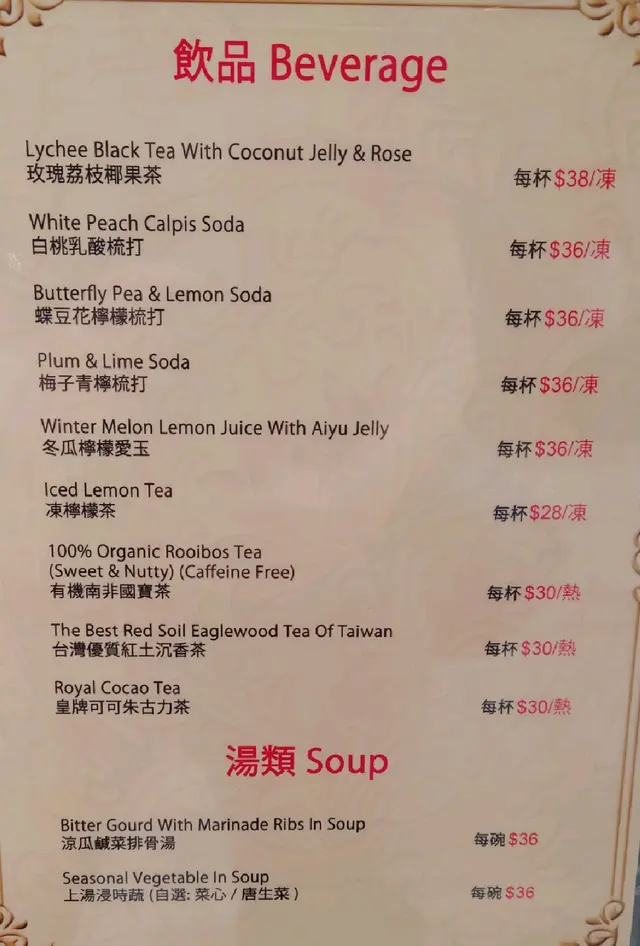 飲品 Beverage
Lychee Black Tea With Coconut Jelly & Rose
玫瑰荔枝椰果茶
每杯 $38/凍
White Peach Calpis Soda
白桃乳酸梳打
每杯 $36/凍
Butterfly Pea & Lemon Soda
蝶豆花檸檬梳打
每杯 $36/凍
Plum & Lime Soda
梅子青檸梳打
每杯 $36/凍
Winter Melon Lemon Juice With Aiyu Jelly
冬瓜檸檬愛玉
每杯 $36/凍
Iced Lemon Tea
凍檸檬茶
每杯 $28/凍
100% Organic Rooibos Tea
(Sweet & Nutty) (Caffeine Free)
有機南非國寶茶
每杯 $30/熱
The Best Red Soil Eaglewood Tea Of Taiwan
台灣優質紅土沉香茶
每杯 $30/熱
Royal Cocao Tea
皇牌可可朱古力茶
每杯 $30/熱
湯類 Soup
Bitter Gourd With Marinade Ribs In Soup
涼瓜鹹菜排骨湯
每碗 $36
Seasonal Vegetable In Soup
上湯浸時蔬 (自選: 菜心 / 唐生菜 )
每碗 $36